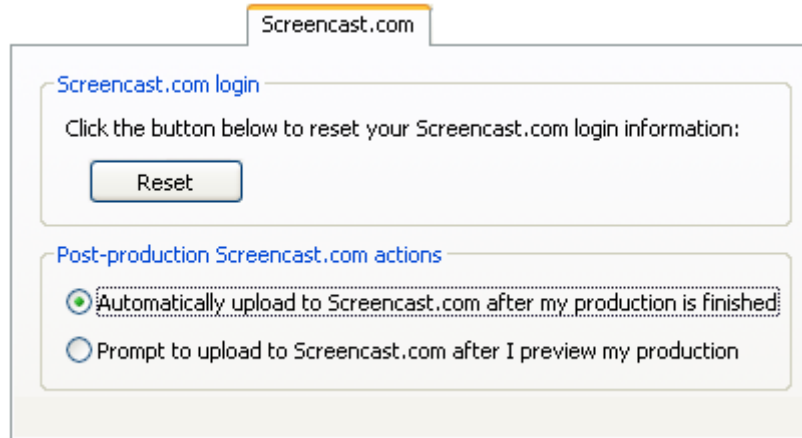 Screencast.com
Screencast.com login
Click the button below to reset your Screencast.com login information:
Reset
Post-production Screencast.com actions
Automatically upload to Screencast.com after my production is finished
Prompt to upload to Screencast.com after I preview my production